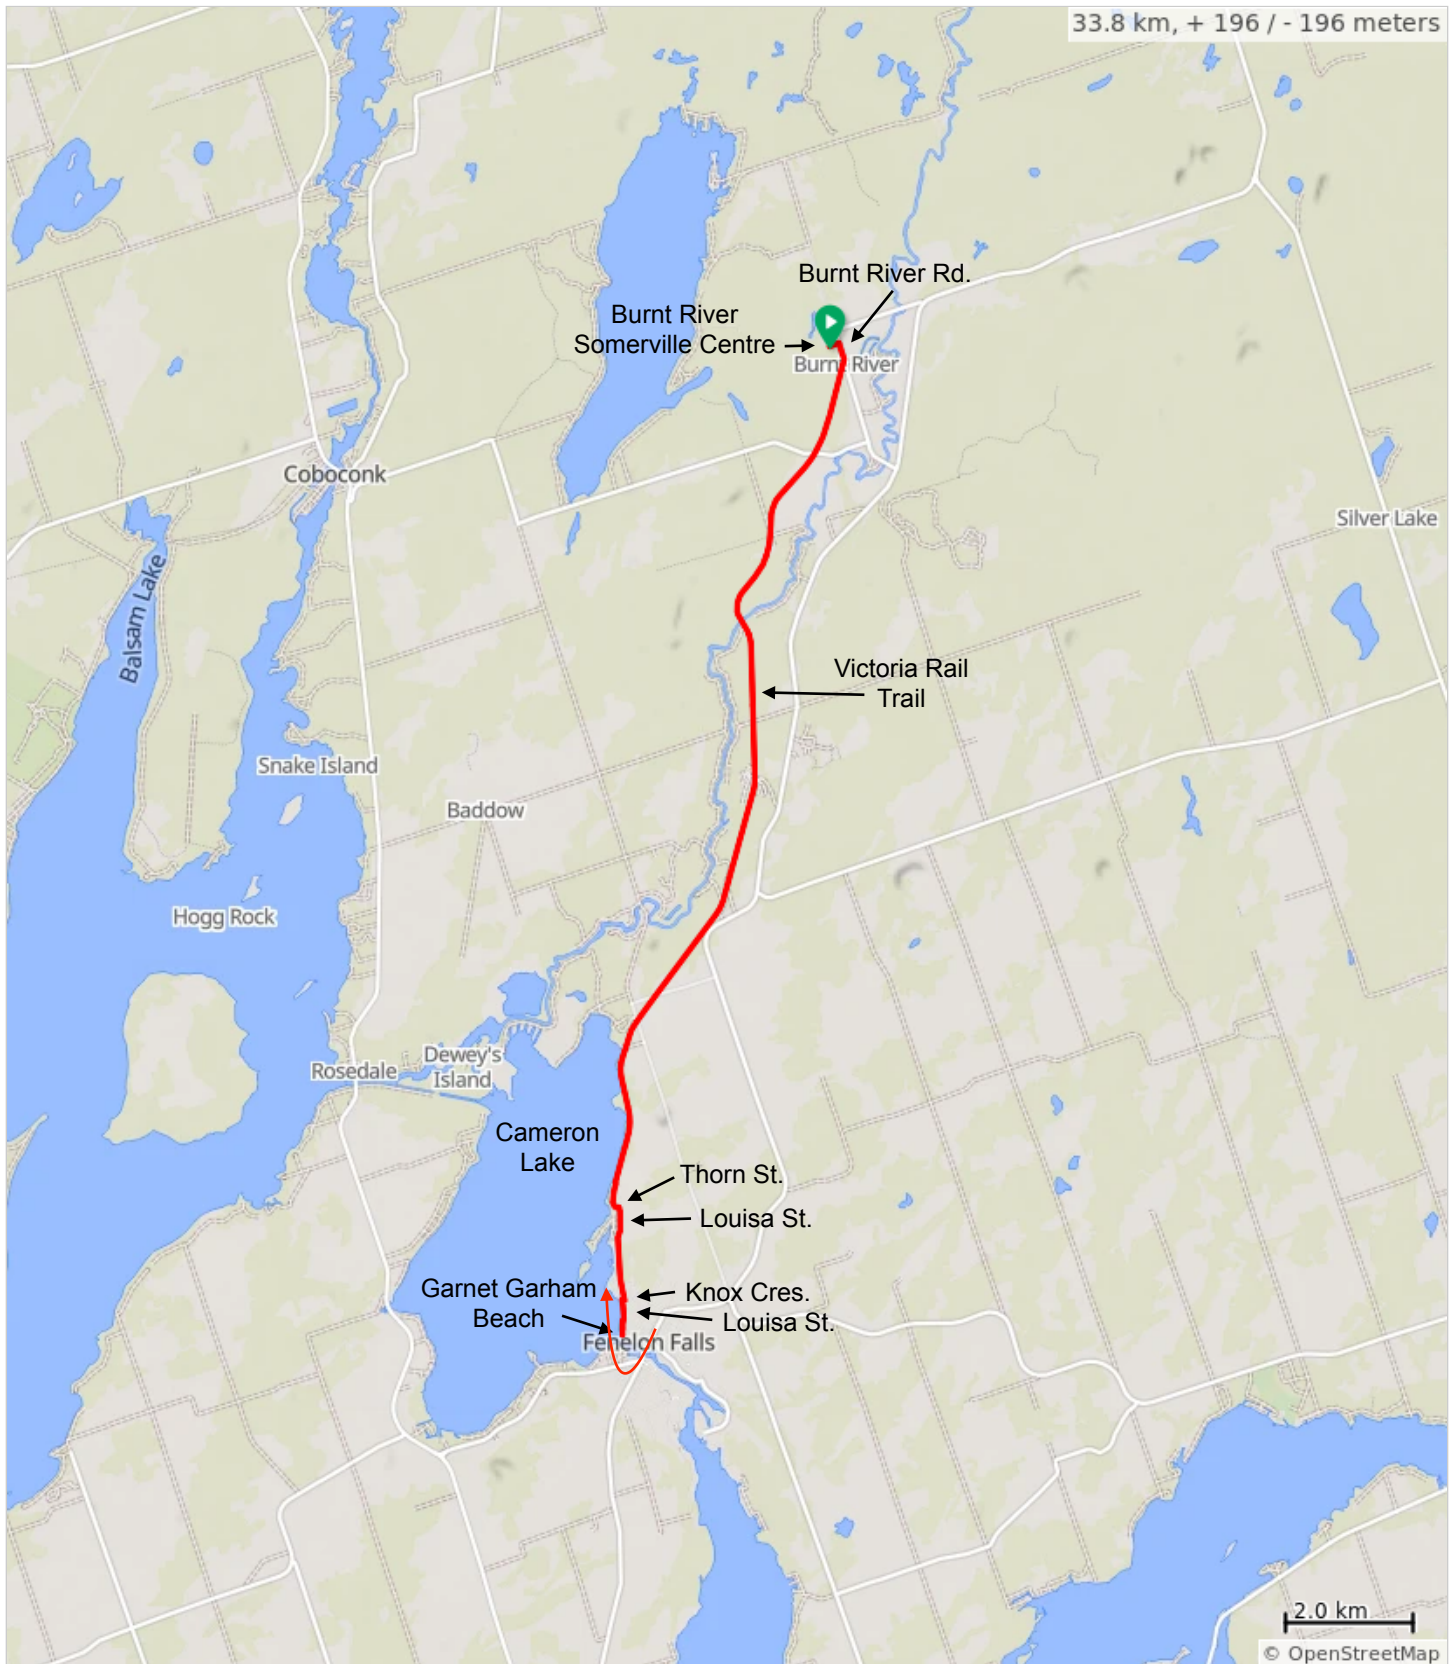 33.8 km, + 196 / - 196 meters
Burnt River Rd.
Burnt River
Somerville Centre
Burnt River
Coboconk
Silver Lake
Balsam Lake
Victoria Rail
Trail
Snake Island
Baddow
Hogg Rock
Dewey's
Island
Rosedale
Cameron
Lake
Thorn St.
Louisa St.
Garnet Garham
Beach
Knox Cres.
Louisa St.
Fenelon Falls
2.0 km
© OpenStreetMap